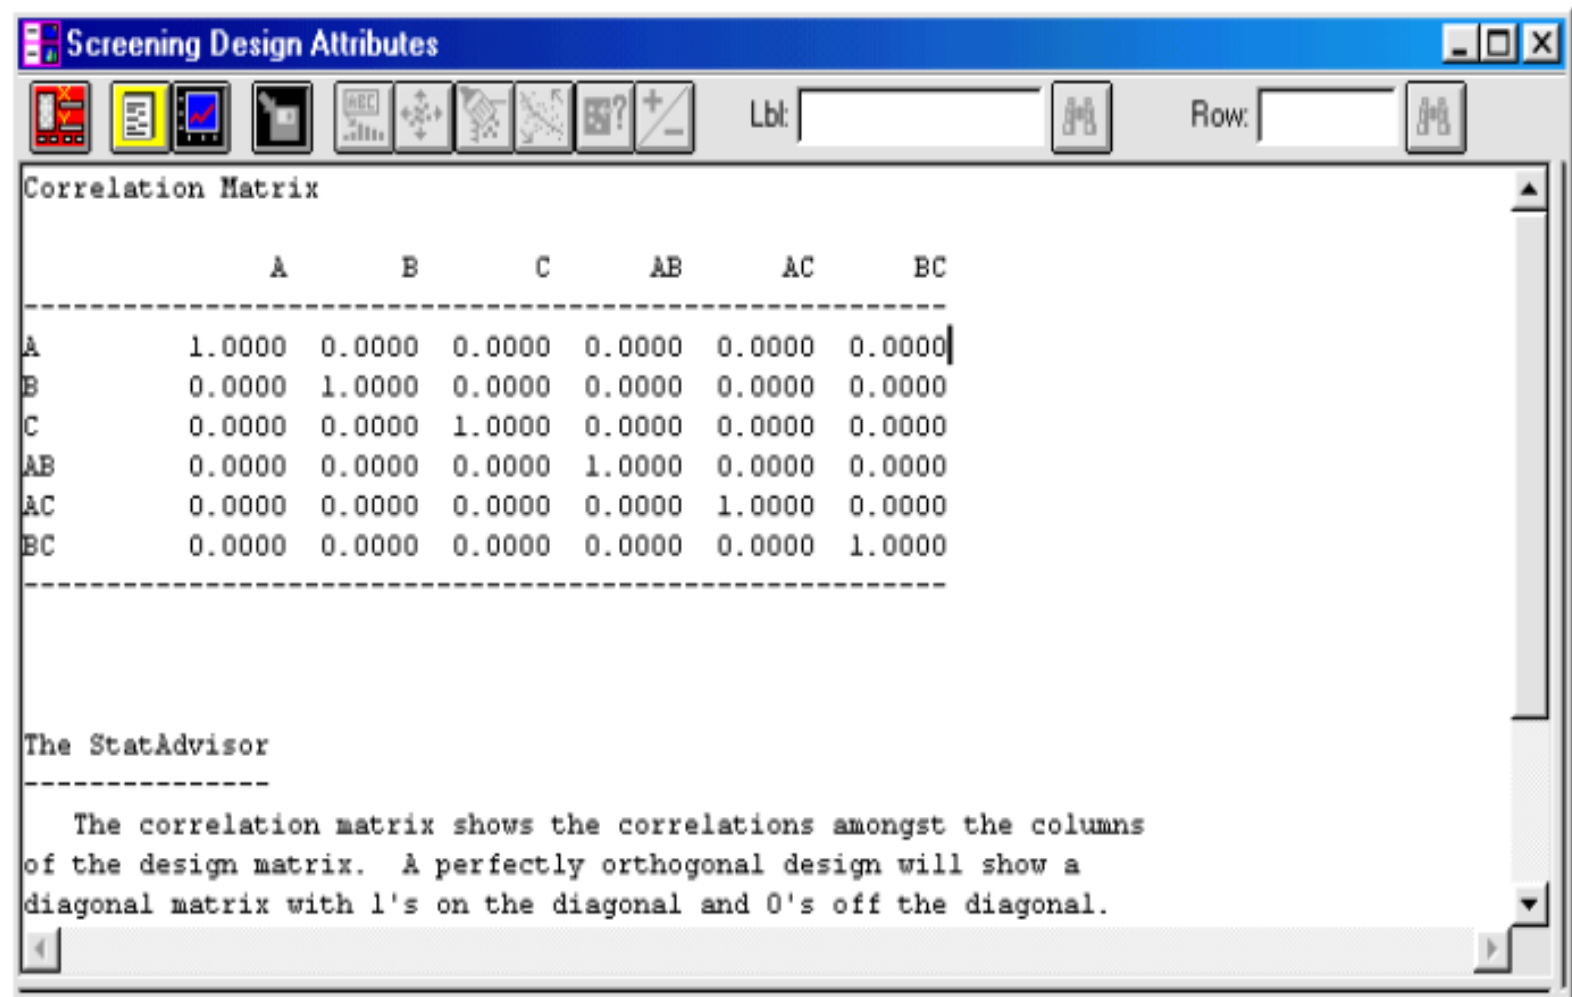 Screening Design Attributes
ABC
?
Lbl: Row:
Correlation Matrix
A B C AB AC BC
------------------------------------------------------------
A 1.0000 0.0000 0.0000 0.0000 0.0000 0.0000
B 0.0000 1.0000 0.0000 0.0000 0.0000 0.0000
C 0.0000 0.0000 1.0000 0.0000 0.0000 0.0000
AB 0.0000 0.0000 0.0000 1.0000 0.0000 0.0000
AC 0.0000 0.0000 0.0000 0.0000 1.0000 0.0000
BC 0.0000 0.0000 0.0000 0.0000 0.0000 1.0000
------------------------------------------------------------
The StatAdvisor
---------------
The correlation matrix shows the correlations amongst the columns
of the design matrix. A perfectly orthogonal design will show a
diagonal matrix with 1's on the diagonal and 0's off the diagonal.